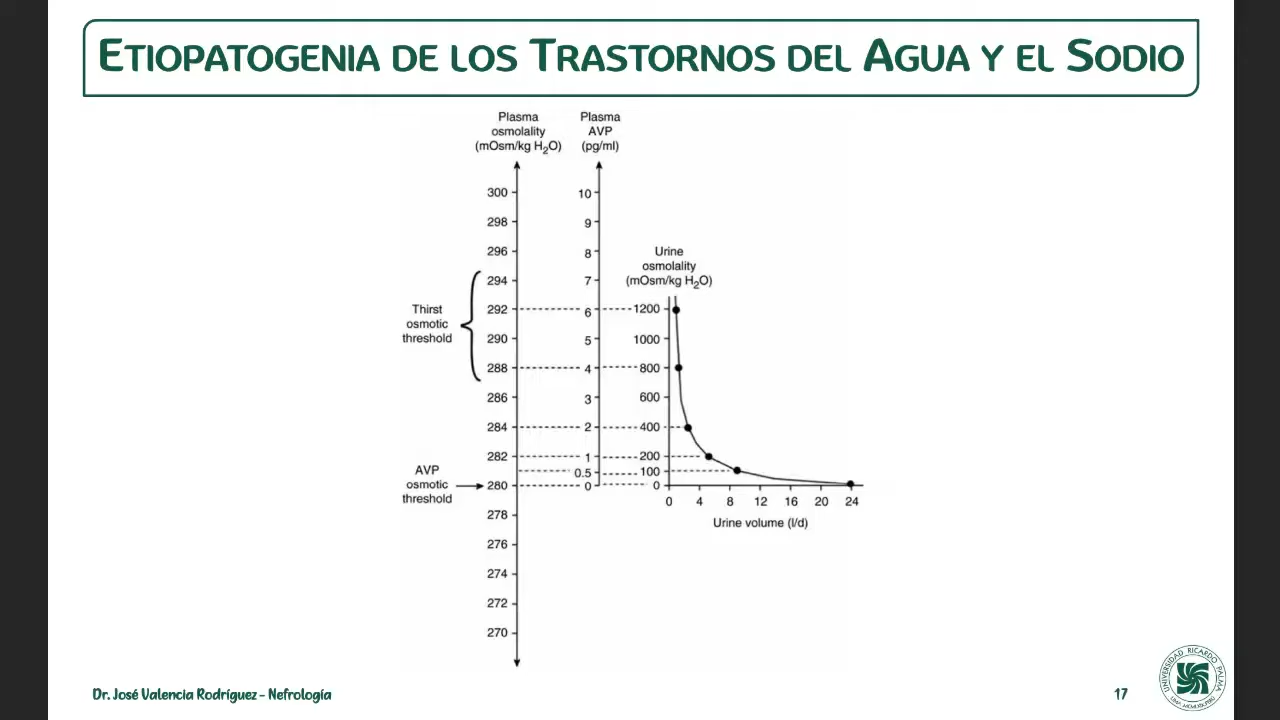 ETIOPATOGENIA DE LOS TRASTORNOS DEL AGUA Y EL SODIO
Plasma
osmolality
(mOsm/kg H₂O)
Plasma
AVP
(pg/ml)
300
298
296
294
292
290
288
286
284
282
280
278
276
274
272
270
Thirst
osmotic
threshold
AVP
osmotic
threshold
10
9
8
7
6
5
4
3
2
1
0.5
0
Urine
osmolality
(mOsm/kg H₂O)
1200
1000
800
600
400
200
100
0
0 4 8 12 16 20 24
Urine volume (l/d)
Dr. José Valencia Rodríguez - Nefrología
17
UNIVERSIDAD RICARDO PALMA